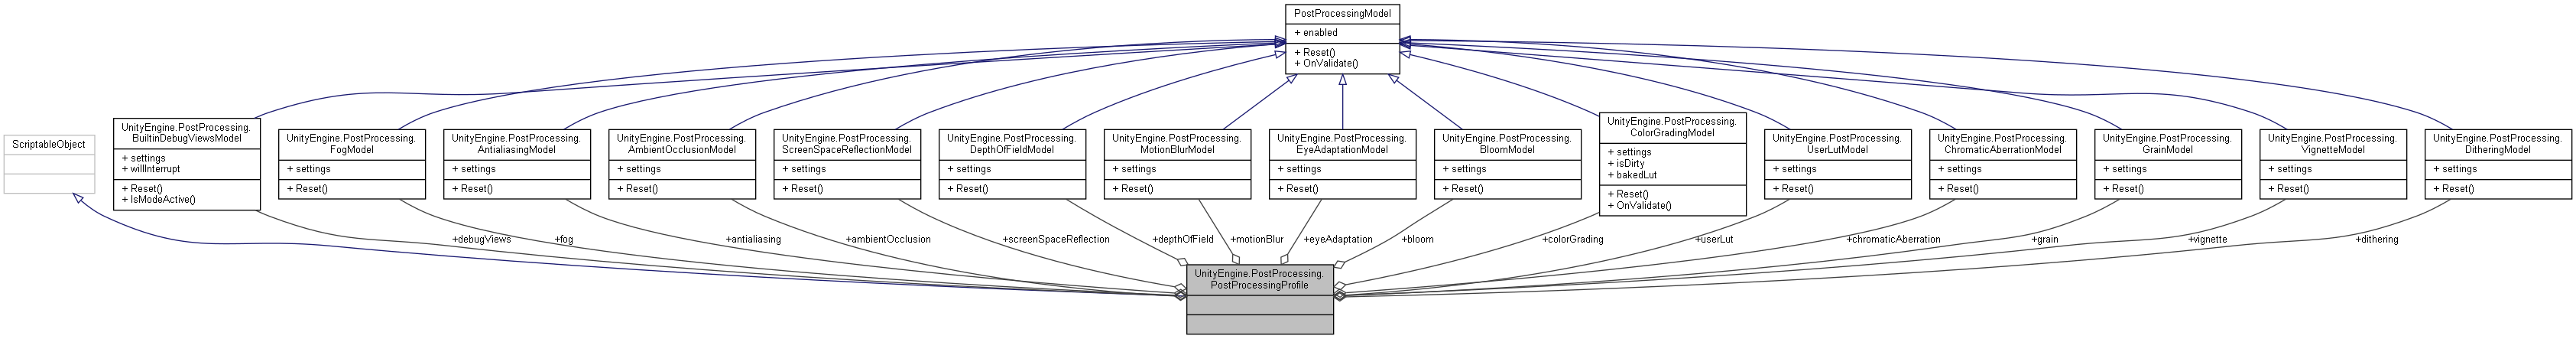 PostProcessingModel
+ enabled
+ Reset()
+ OnValidate()
ScriptableObject
UnityEngine.PostProcessing.
BuiltinDebugViewsModel
+ settings
+ willInterrupt
+ Reset()
+ IsModeActive()
UnityEngine.PostProcessing.
FogModel
+ settings
+ Reset()
UnityEngine.PostProcessing.
AntialiasingModel
+ settings
+ Reset()
UnityEngine.PostProcessing.
AmbientOcclusionModel
+ settings
+ Reset()
UnityEngine.PostProcessing.
ScreenSpaceReflectionModel
+ settings
+ Reset()
UnityEngine.PostProcessing.
DepthOfFieldModel
+ settings
+ Reset()
UnityEngine.PostProcessing.
MotionBlurModel
+ settings
+ Reset()
UnityEngine.PostProcessing.
EyeAdaptationModel
+ settings
+ Reset()
UnityEngine.PostProcessing.
BloomModel
+ settings
+ Reset()
UnityEngine.PostProcessing.
ColorGradingModel
+ settings
+ isDirty
+ bakedLut
+ Reset()
+ OnValidate()
UnityEngine.PostProcessing.
UserLutModel
+ settings
+ Reset()
UnityEngine.PostProcessing.
ChromaticAberrationModel
+ settings
+ Reset()
UnityEngine.PostProcessing.
GrainModel
+ settings
+ Reset()
UnityEngine.PostProcessing.
VignetteModel
+ settings
+ Reset()
UnityEngine.PostProcessing.
DitheringModel
+ settings
+ Reset()
+debugViews
+fog
+antialiasing
+ambientOcclusion
+screenSpaceReflection
+depthOfField
+motionBlur
+eyeAdaptation
+bloom
+colorGrading
+userLut
+chromaticAberration
+grain
+vignette
+dithering
UnityEngine.PostProcessing.
PostProcessingProfile